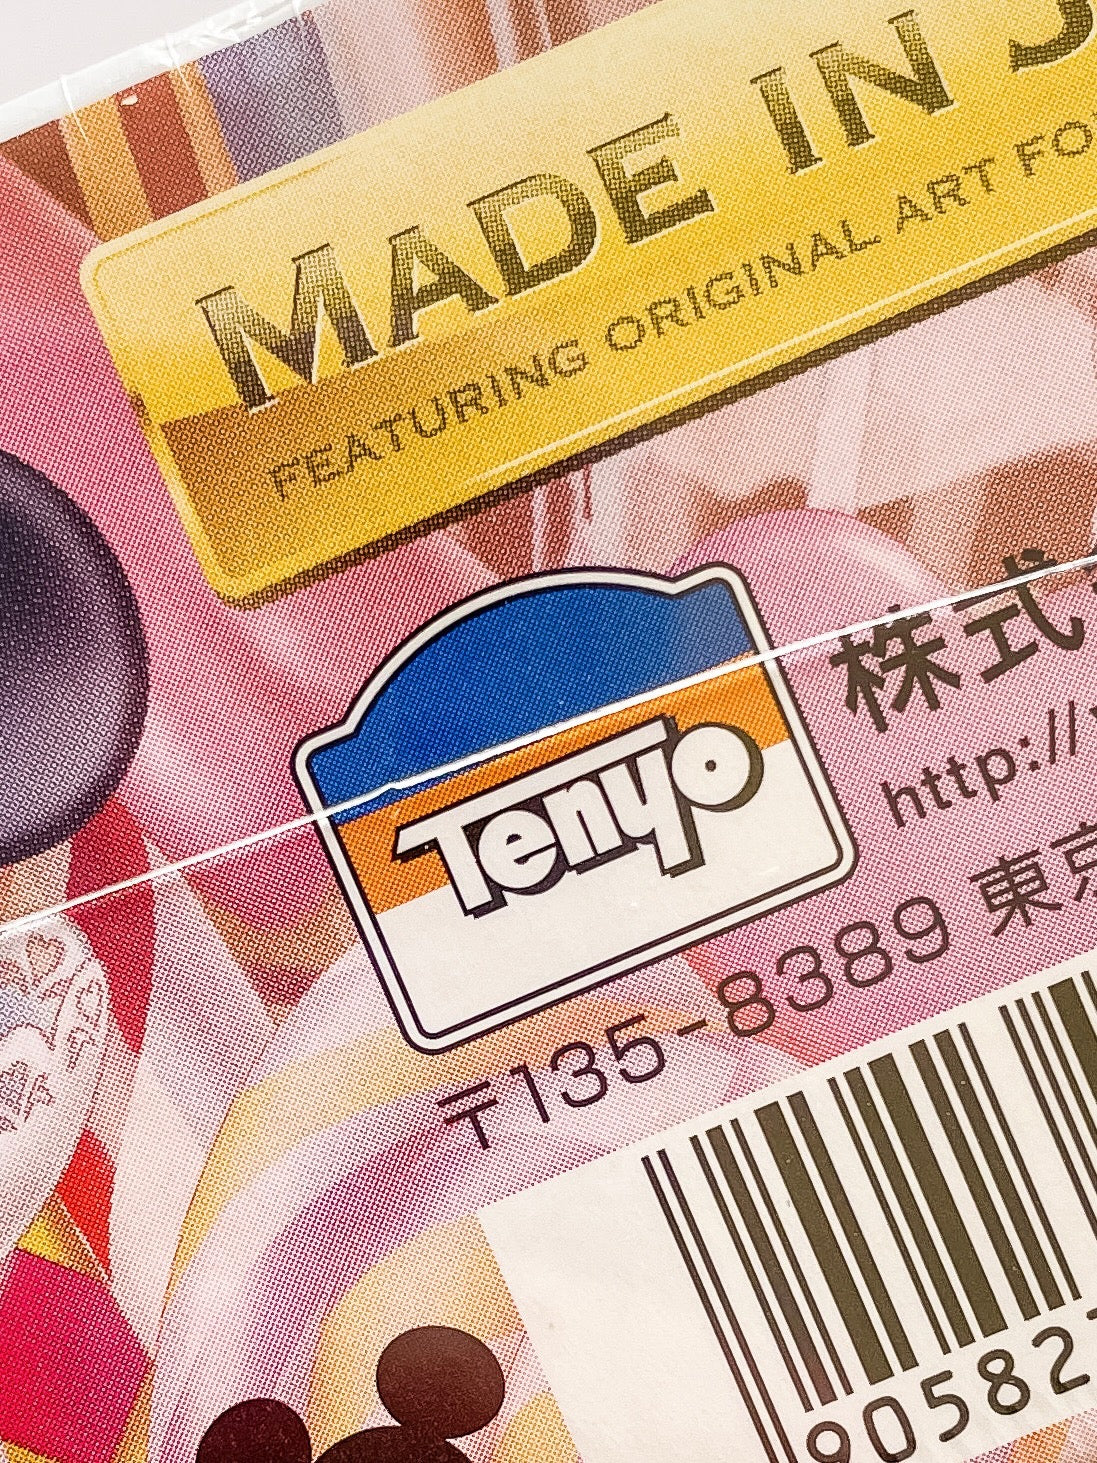 MADE IN J
FEATURING ORIGINAL ART FO
Tenyo
株式
http://
〒135-8389 東京
90582